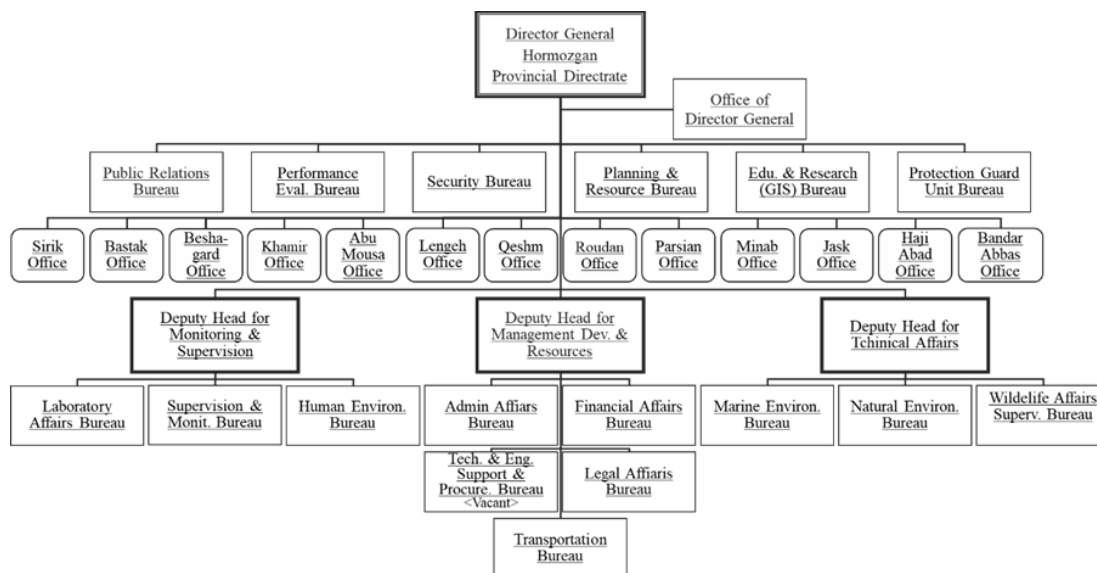 Director General
Hormozgan
Provincial Directrate
Office of
Director General
Public Relations
Bureau
Performance
Eval. Bureau
Security Bureau
Planning &
Resource Bureau
Edu. & Research
(GIS) Bureau
Protection Guard
Unit Bureau
Sirik
Office
Bastak
Office
Besha-
gard
Office
Khamir
Office
Abu
Mousa
Office
Lengeh
Office
Qeshm
Office
Roudan
Office
Parsian
Office
Minab
Office
Jask
Office
Haji
Abad
Office
Bandar
Abbas
Office
Deputy Head for
Monitoring &
Supervision
Deputy Head for
Management Dev. &
Resources
Deputy Head for
Tchinical Affairs
Laboratory
Affairs Bureau
Supervision &
Monit. Bureau
Human Environ.
Bureau
Admin Affiars
Bureau
Financial Affairs
Bureau
Marine Environ.
Bureau
Natural Environ.
Bureau
Wildelife Affairs
Superv. Bureau
Tech. & Eng.
Support &
Procure. Bureau
<Vacant>
Legal Affiaris
Bureau
Transportation
Bureau